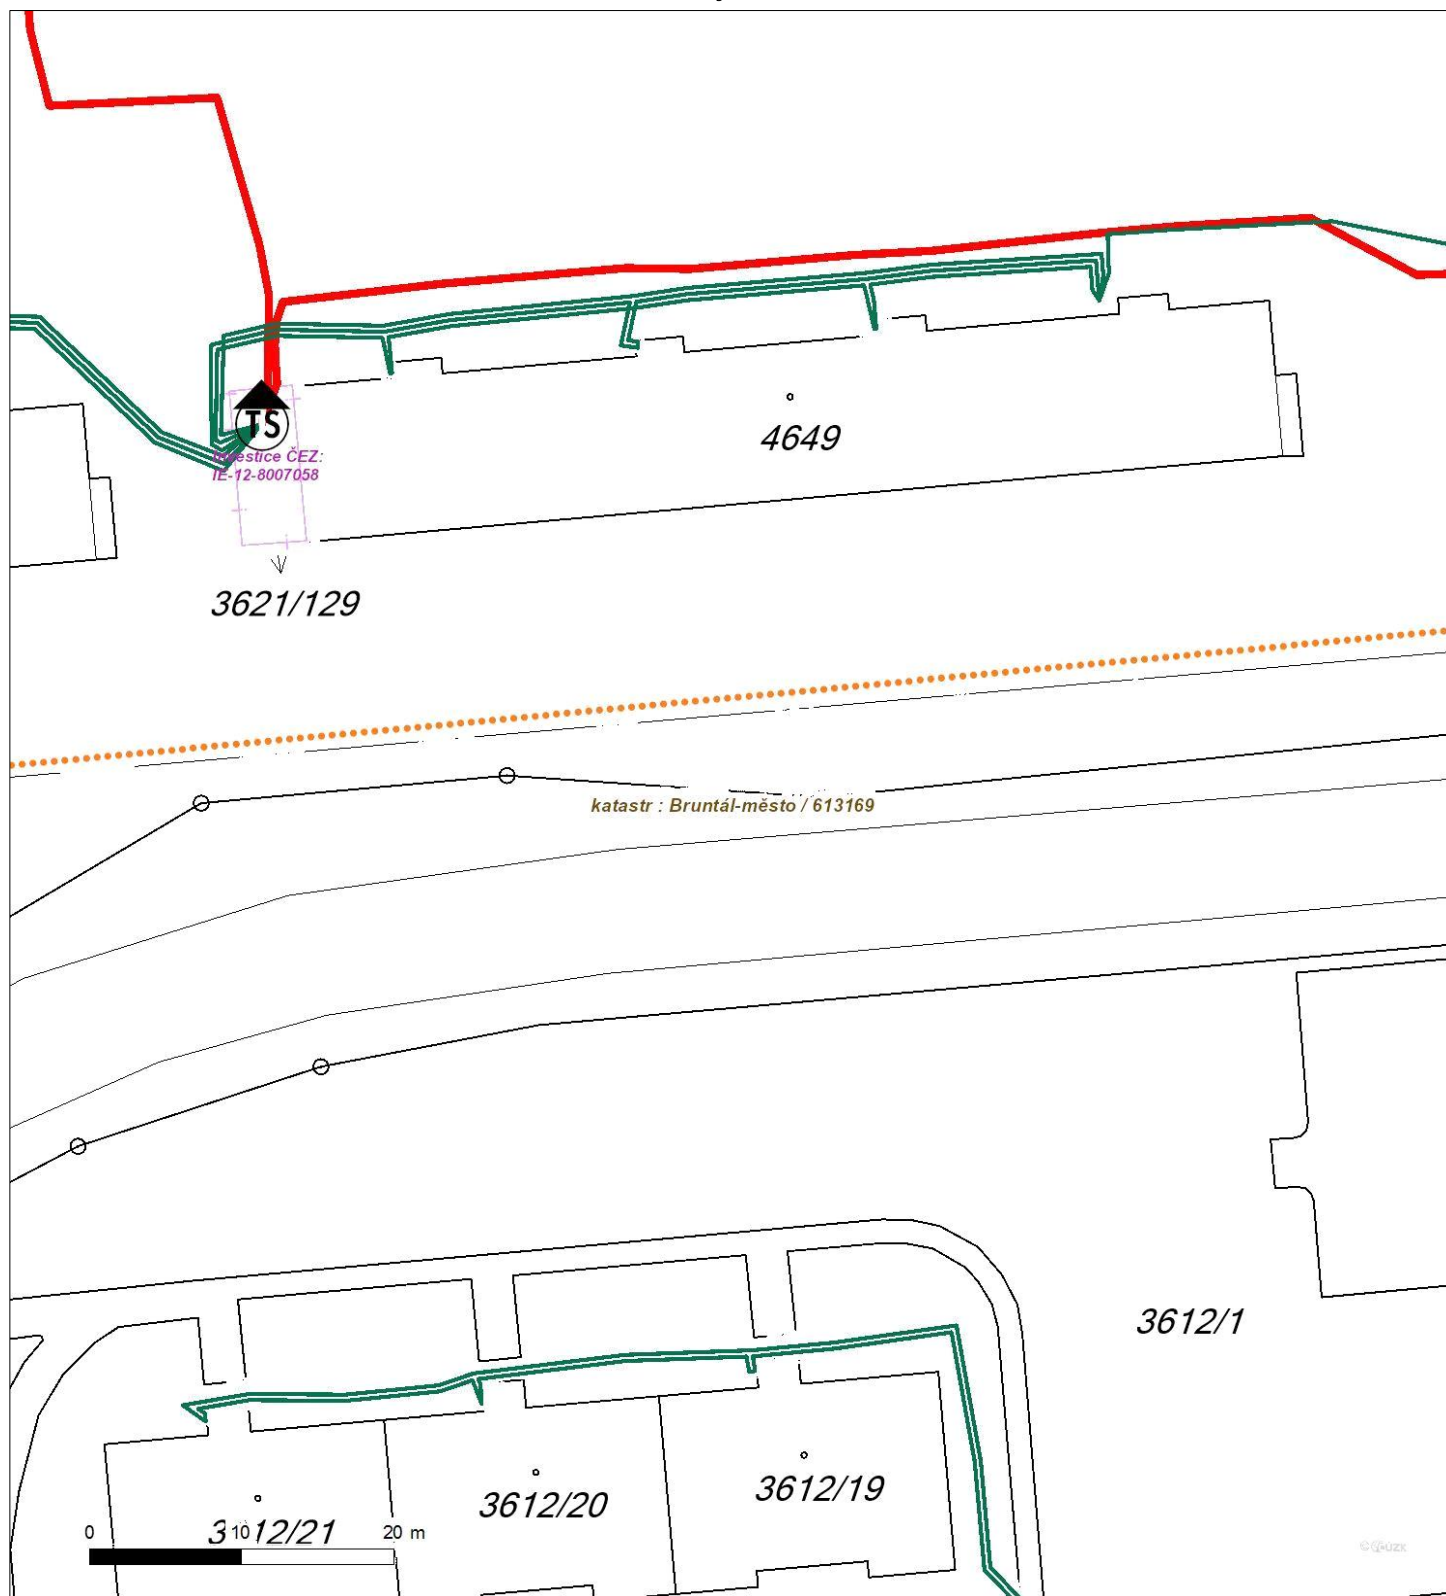 4649
TS
Investice ČEZ:
IE-12-8007058
3621/129
katastr : Bruntál-město / 613169
3612/1
3612/19
3612/20
3612/21
0 10 20 m